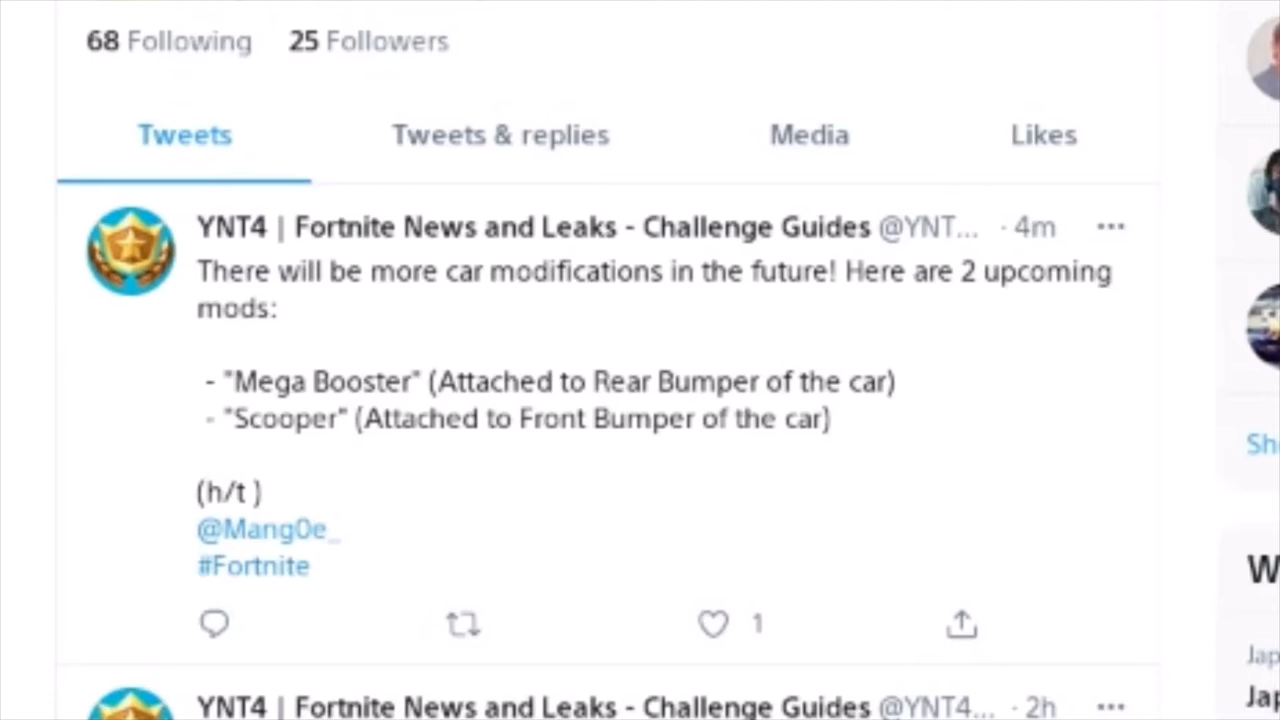 68 Following 25 Followers
Tweets Tweets & replies Media Likes
YNT4 | Fortnite News and Leaks - Challenge Guides @YNT... · 4m
There will be more car modifications in the future! Here are 2 upcoming
mods:
- "Mega Booster" (Attached to Rear Bumper of the car)
- "Scooper" (Attached to Front Bumper of the car)
(h/t )
@Mang0e_
#Fortnite
1
YNT4 | Fortnite News and Leaks - Challenge Guides @YNT4... · 2h
Sh
W
Jap
Jap